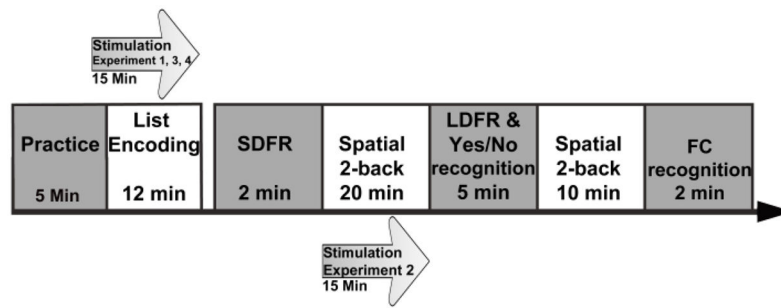 Stimulation
Experiment 1, 3, 4
15 Min
Practice
5 Min
List
Encoding
12 min
SDFR
2 min
Spatial
2-back
20 min
LDFR &
Yes/No
recognition
5 min
Spatial
2-back
10 min
FC
recognition
2 min
Stimulation
Experiment 2
15 Min